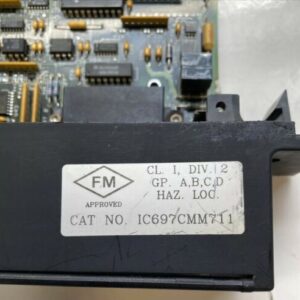 FM
APPROVED
CL. I, DIV. 2
GP. A,B,C,D
HAZ. LOC.
CAT NO. IC697CMM711